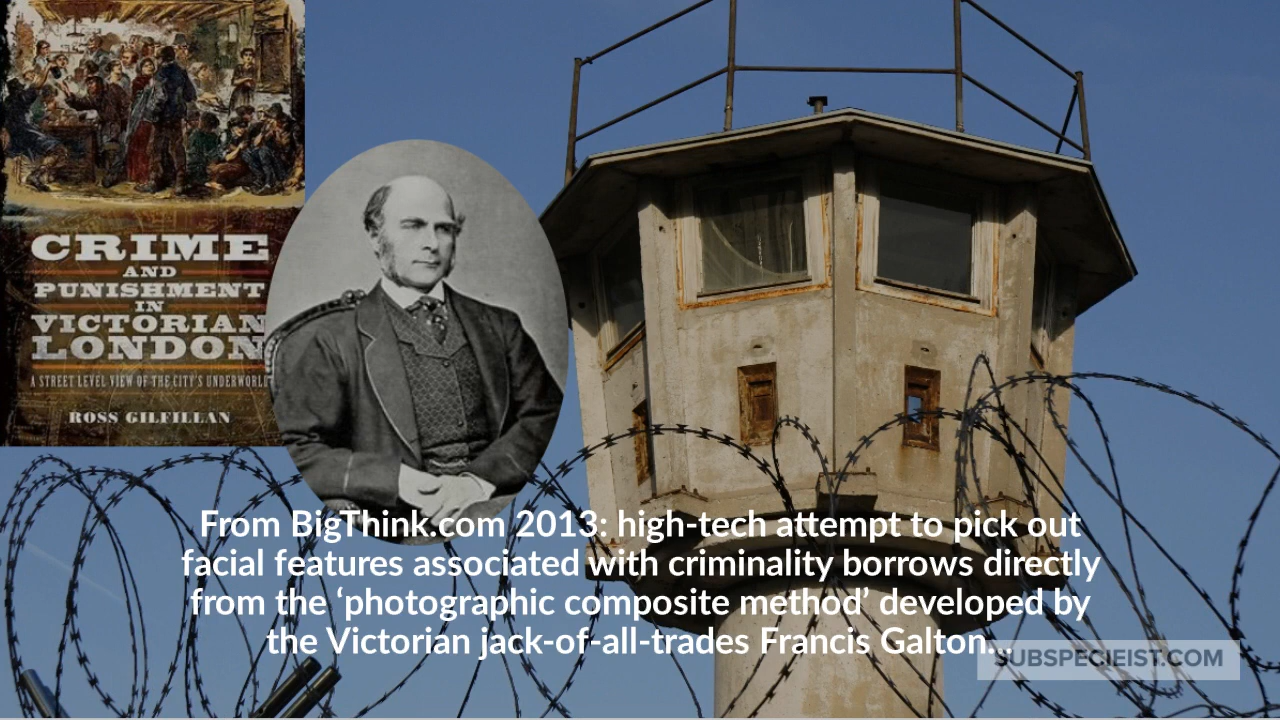 CRIME
AND
PUNISHMENT
IN
VICTORIAN
LONDON
A STREET LEVEL VIEW OF THE CITY'S UNDERWORLD
ROSS GILFILLAN
From BigThink.com 2013: high-tech attempt to pick out
facial features associated with criminality borrows directly
from the ‘photographic composite method’ developed by
the Victorian jack-of-all-trades Francis Galton...
SUBSPECIEIST.COM